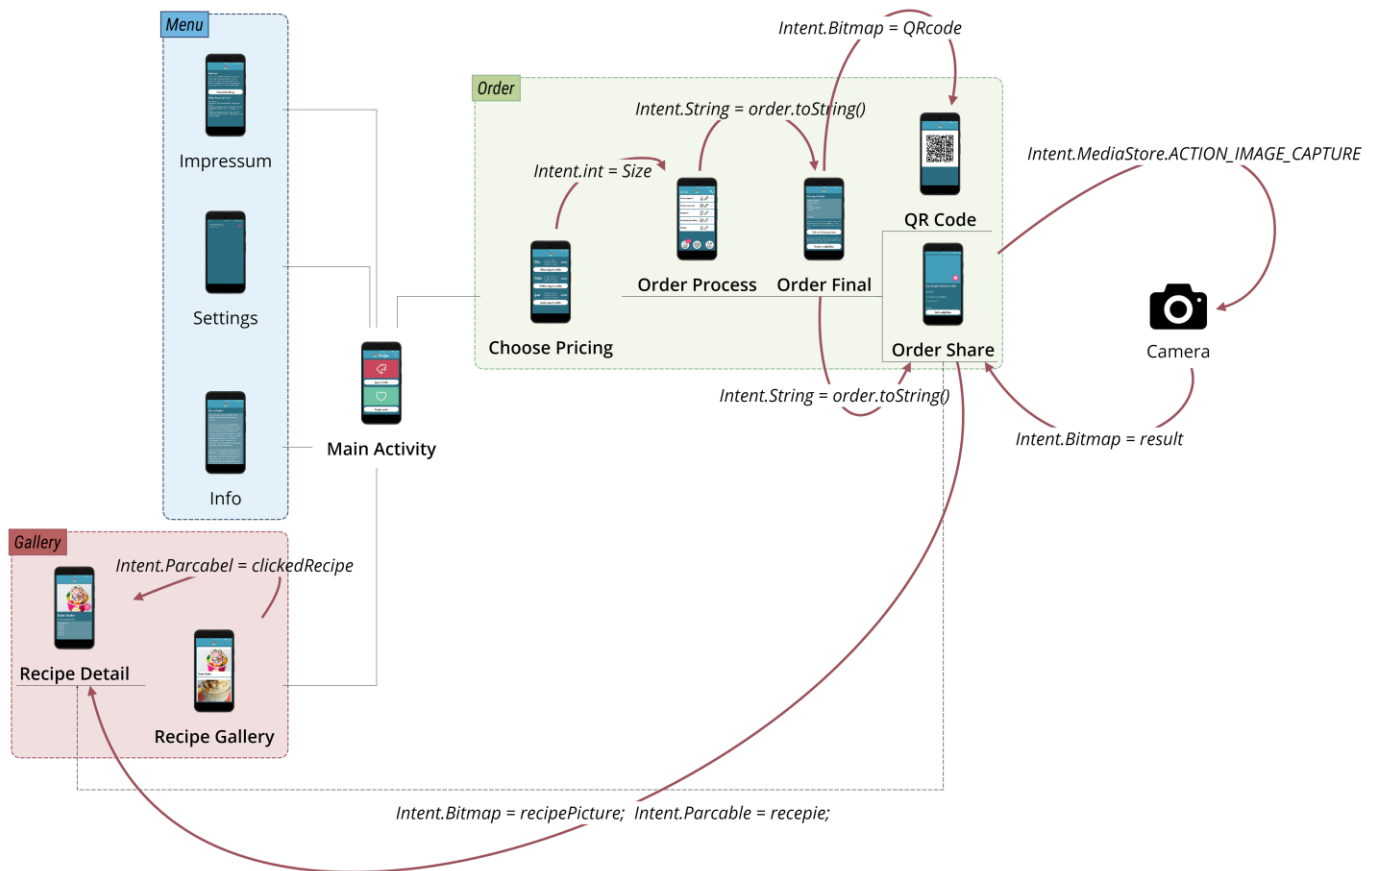 Menu
Impressum
Settings
Info
Main Activity
Order
Intent.Bitmap = QRcode
Intent.String = order.toString()
Intent.int = Size
Choose Pricing
Order Process
Order Final
QR Code
Order Share
Intent.MediaStore.ACTION_IMAGE_CAPTURE
Camera
Intent.Bitmap = result
Intent.String = order.toString()
Gallery
Intent.Parcabel = clickedRecipe
Recipe Detail
Recipe Gallery
Intent.Bitmap = recipePicture;  Intent.Parcable = recepie;